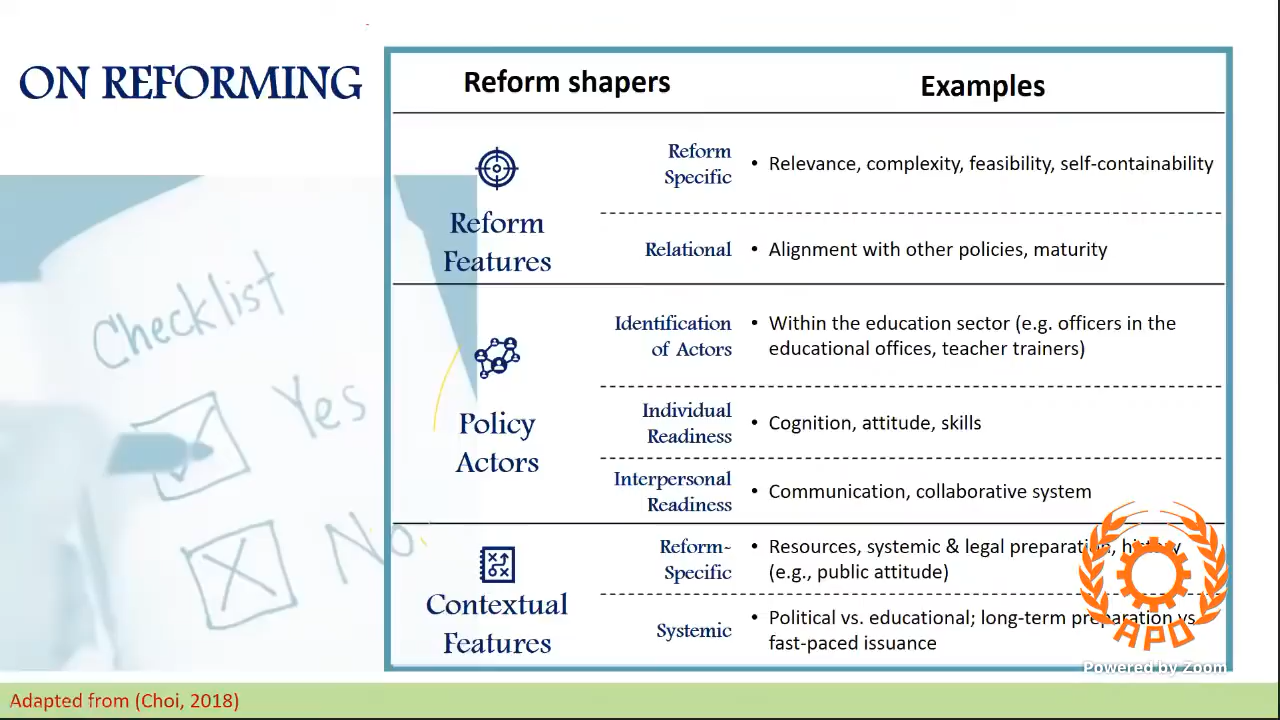 ON REFORMING
Reform shapers
Examples
Reform
Specific
• Relevance, complexity, feasibility, self-containability
Reform
Features
Relational
• Alignment with other policies, maturity
Identification
of Actors
• Within the education sector (e.g. officers in the
educational offices, teacher trainers)
Policy
Actors
Individual
Readiness
• Cognition, attitude, skills
Interpersonal
Readiness
• Communication, collaborative system
Contextual
Features
Reform-
Specific
• Resources, systemic & legal preparation, history
(e.g., public attitude)
Systemic
• Political vs. educational; long-term preparation vs.
fast-paced issuance
Checklist
Yes
No
APO
Powered by Zoom
Adapted from (Choi, 2018)